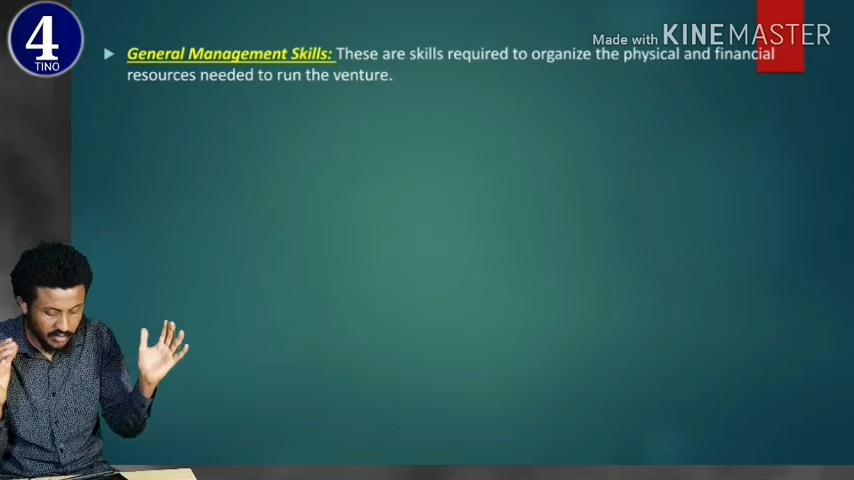 4
TINO
Made with KINEMASTER
General Management Skills: These are skills required to organize the physical and financial
resources needed to run the venture.